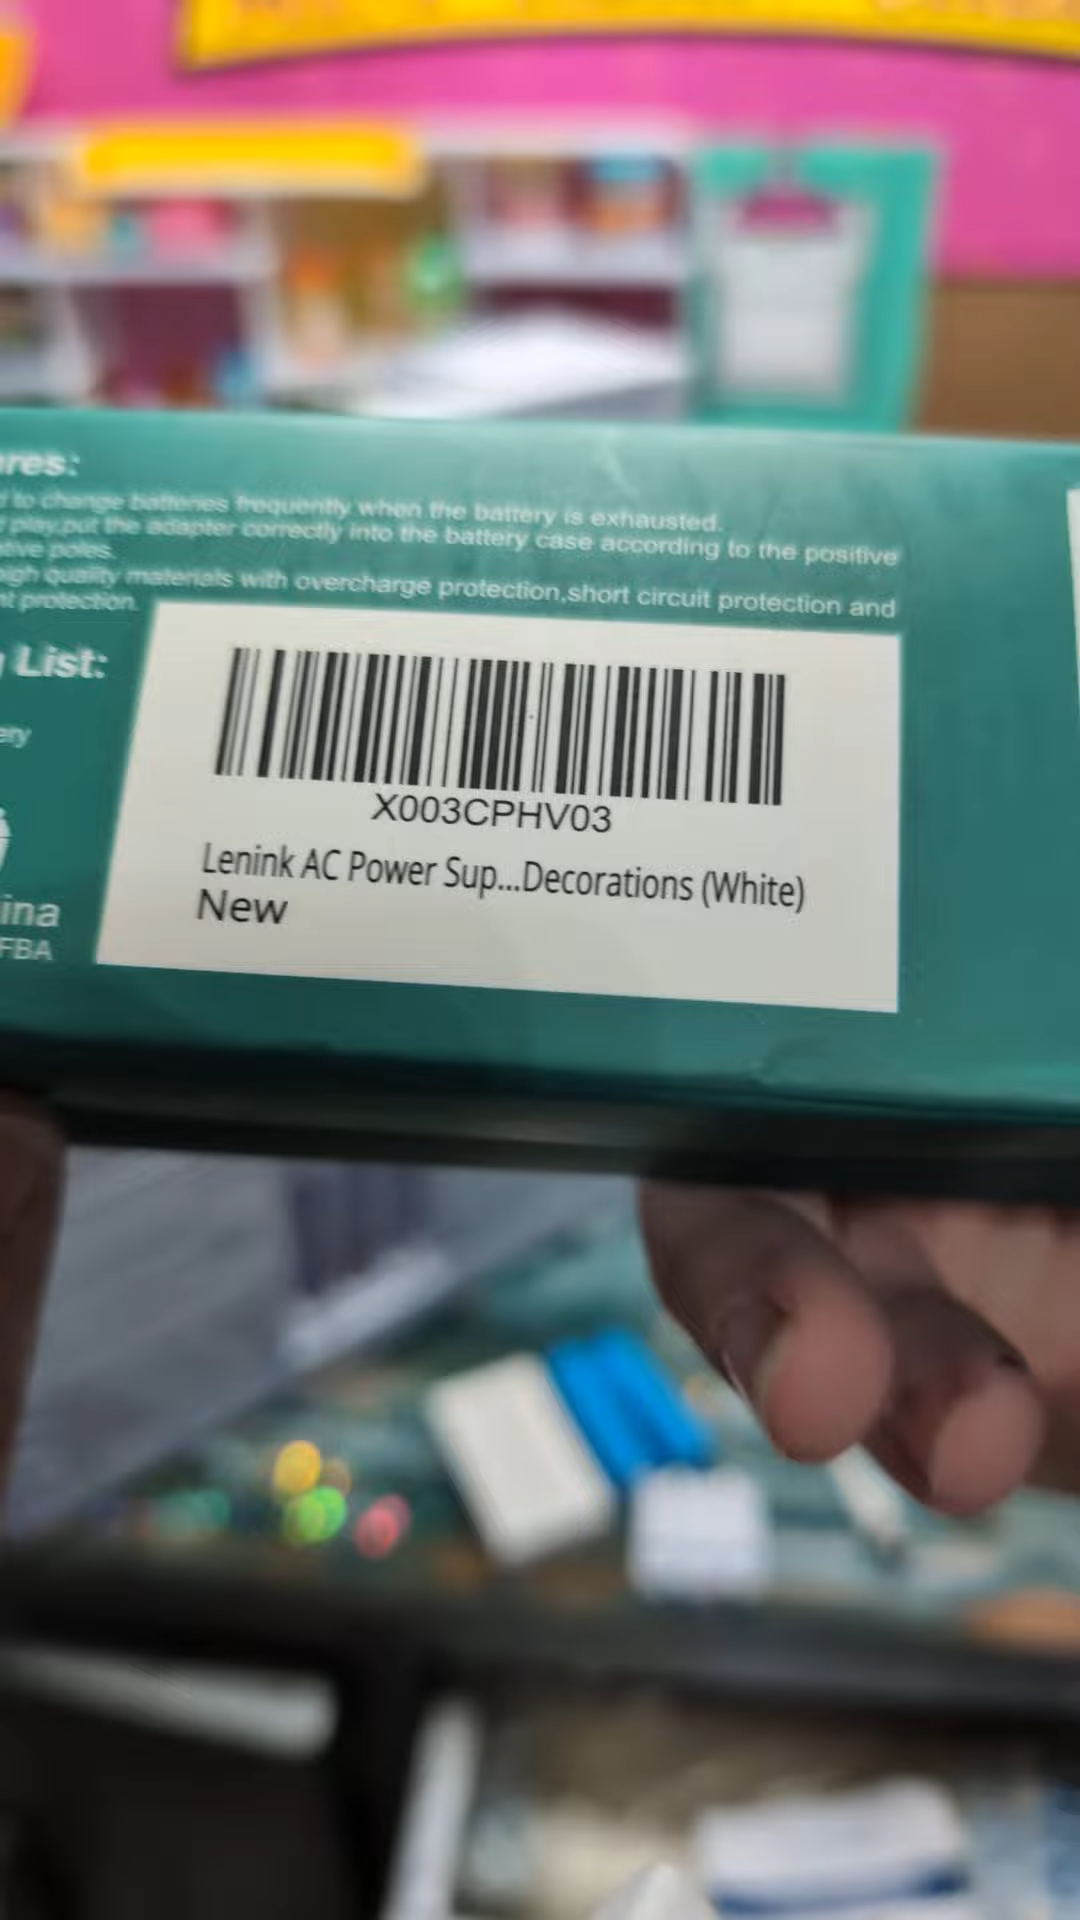 res:
to change batteries frequently when the battery is exhausted.
play,put the adapter correctly into the battery case according to the positive
tive poles.
igh quality materials with overcharge protection,short circuit protection and
nt protection.
List:
ery
X003CPHV03
Lenink AC Power Sup...Decorations (White)
New
ina
FBA